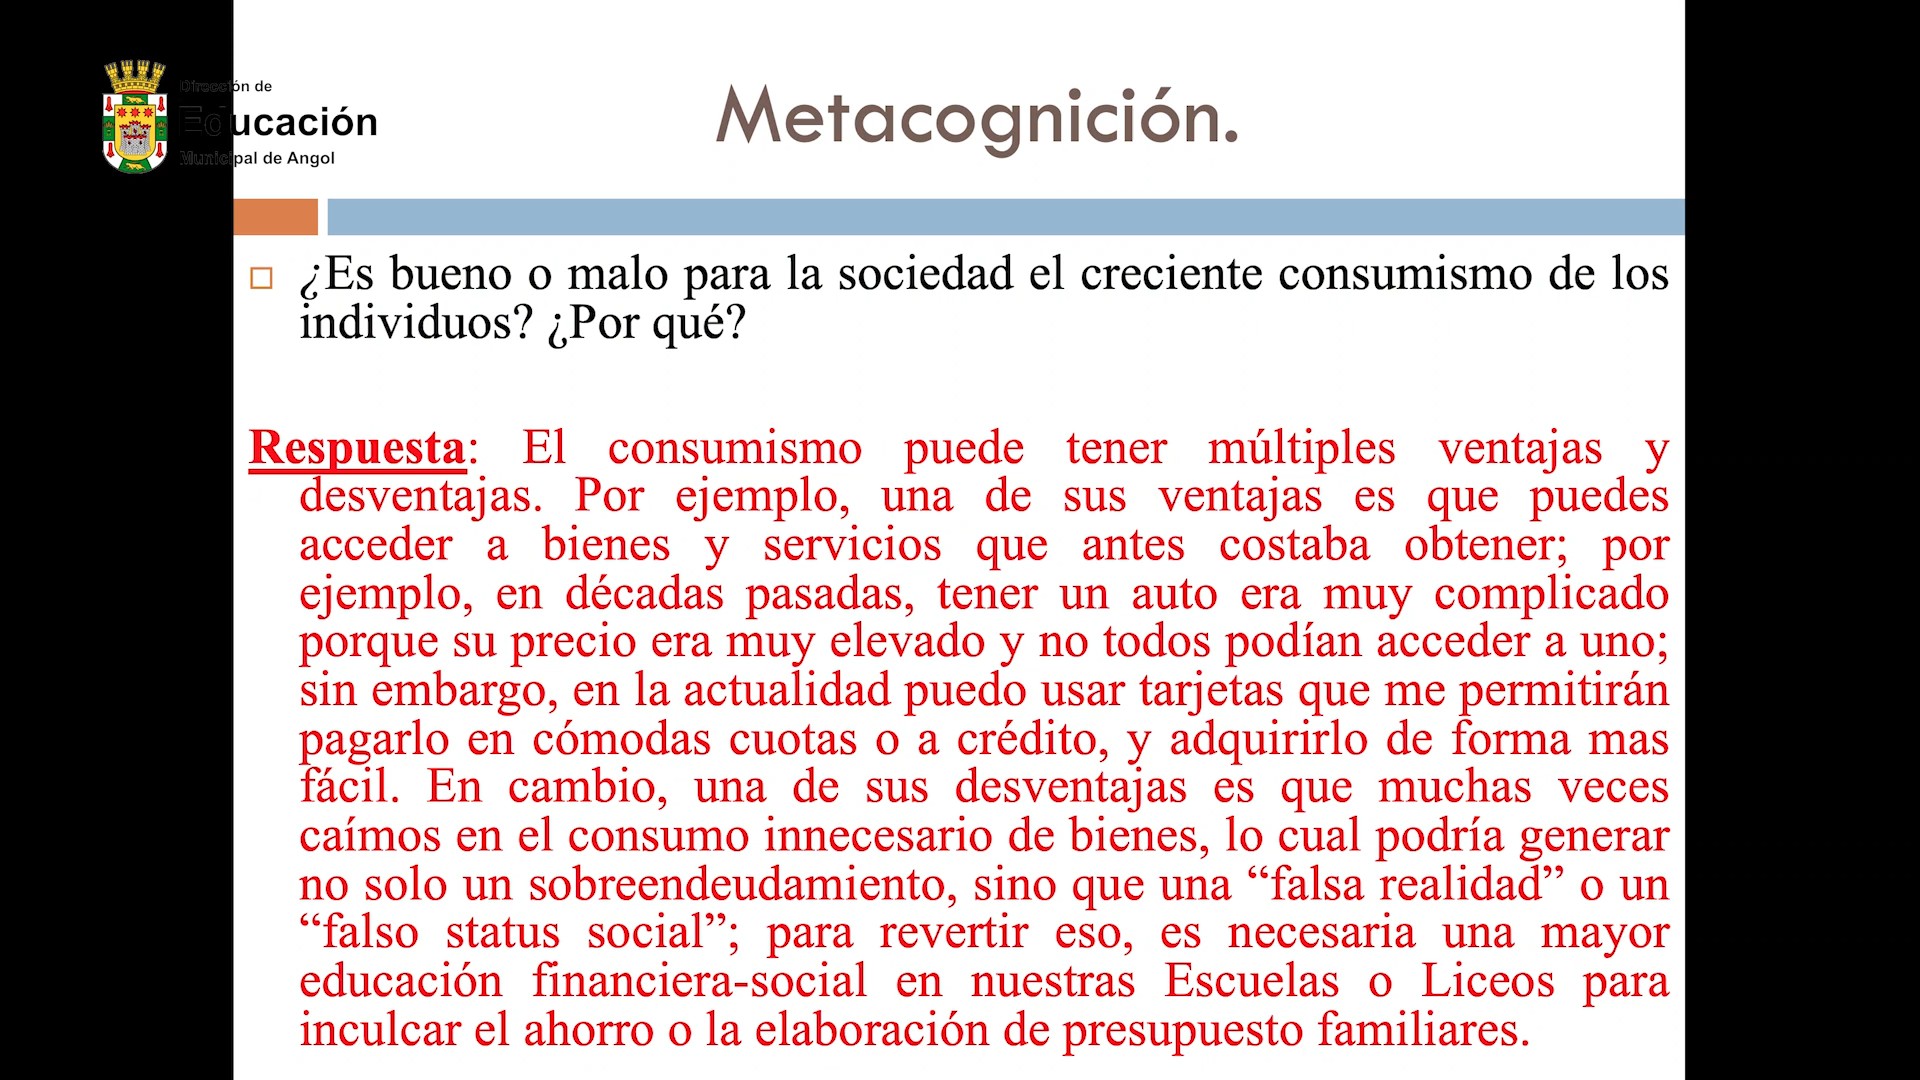 Dirección de
Educación
Municipal de Angol
Metacognición.
¿Es bueno o malo para la sociedad el creciente consumismo de los
individuos? ¿Por qué?
Respuesta: El consumismo puede tener múltiples ventajas y
desventajas. Por ejemplo, una de sus ventajas es que puedes
acceder a bienes y servicios que antes costaba obtener; por
ejemplo, en décadas pasadas, tener un auto era muy complicado
porque su precio era muy elevado y no todos podían acceder a uno;
sin embargo, en la actualidad puedo usar tarjetas que me permitirán
pagarlo en cómodas cuotas o a crédito, y adquirirlo de forma mas
fácil. En cambio, una de sus desventajas es que muchas veces
caímos en el consumo innecesario de bienes, lo cual podría generar
no solo un sobreendeudamiento, sino que una “falsa realidad” o un
“falso status social”; para revertir eso, es necesaria una mayor
educación financiera-social en nuestras Escuelas o Liceos para
inculcar el ahorro o la elaboración de presupuesto familiares.